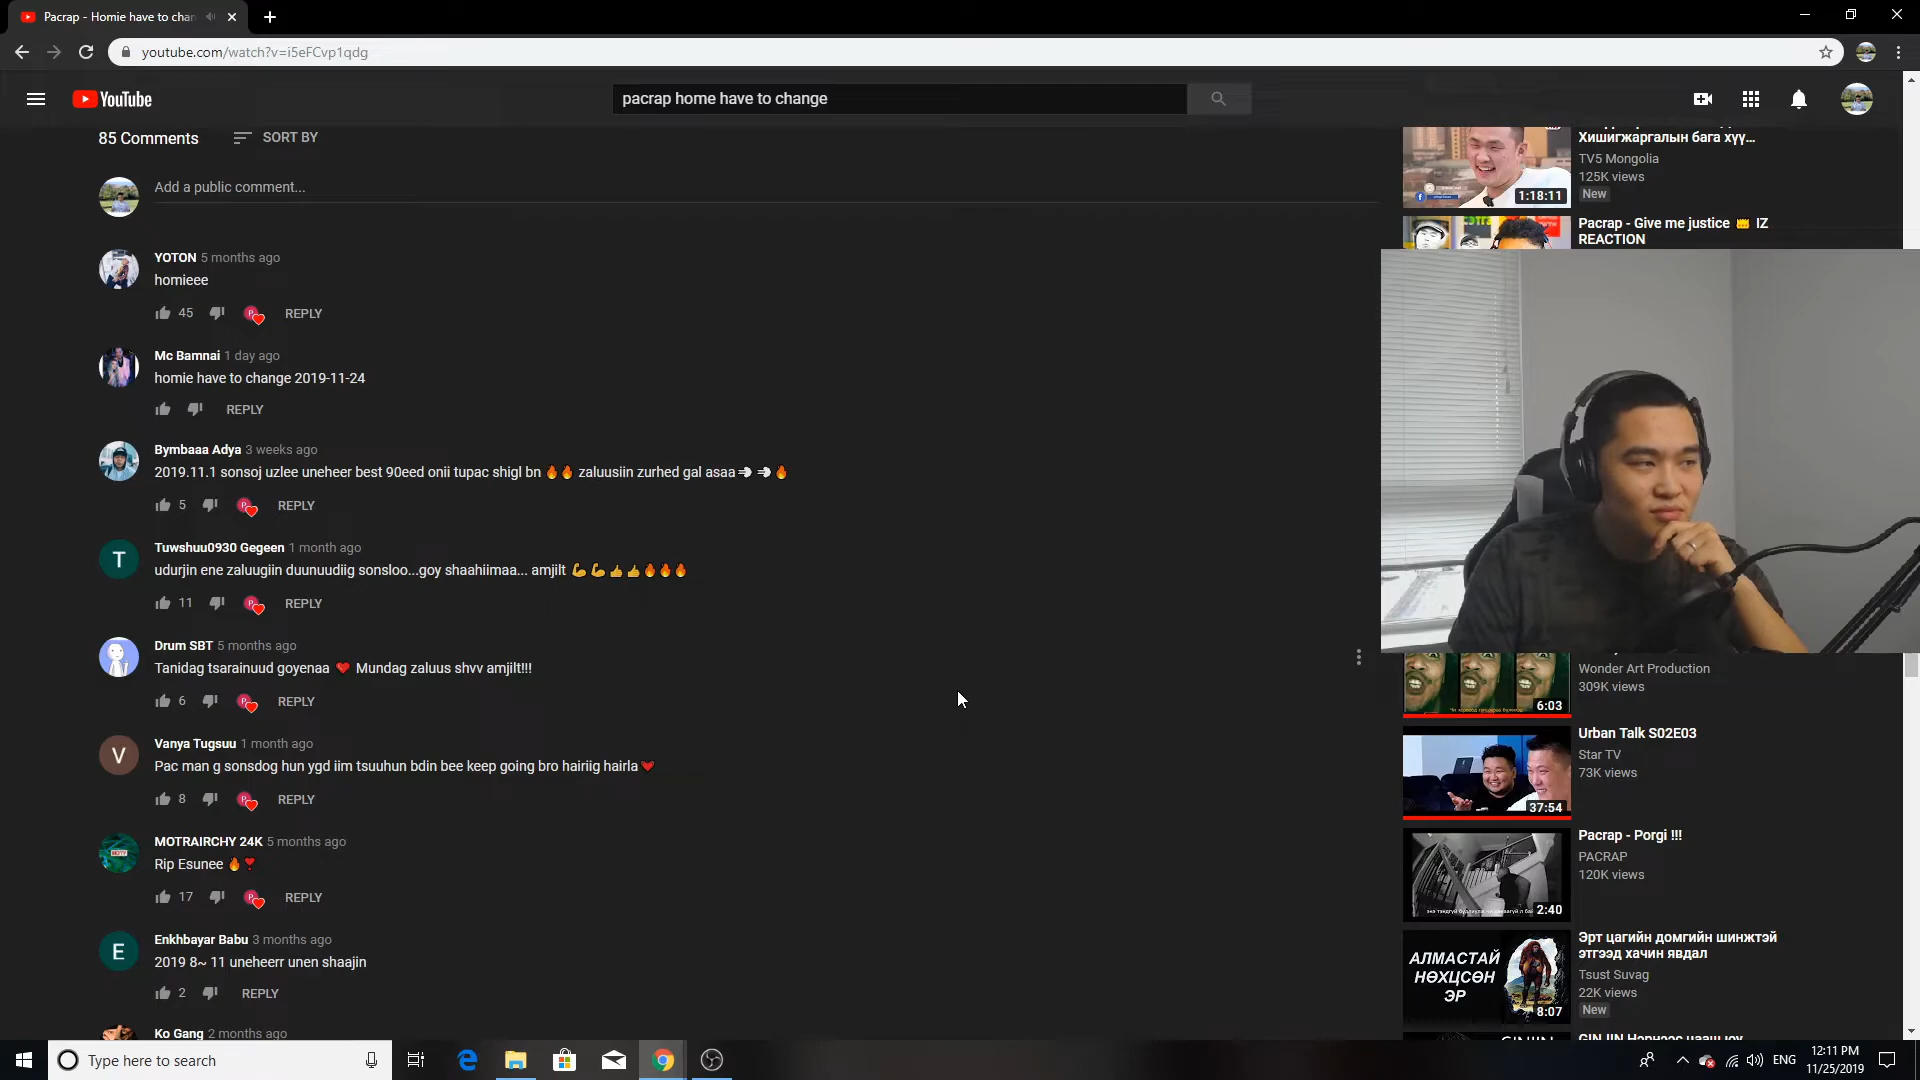 Pacrap - Homie have to chan
youtube.com/watch?v=i5eFCvp1qdg
YouTube
pacrap home have to change
85 Comments
SORT BY
Add a public comment...
YOTON 5 months ago
homieee
45 REPLY
Mc Bamnai 1 day ago
homie have to change 2019-11-24
REPLY
Bymbaaa Adya 3 weeks ago
2019.11.1 sonsoj uzlee uneheer best 90eed onii tupac shigl bn 🔥🔥 zaluusiin zurhed gal asaa💨💨🔥
5 REPLY
T
Tuwshuu0930 Gegeen 1 month ago
udurjin ene zaluugiin duunuudiig sonsloo...goy shaahiimaa... amjilt 💪💪👍👍🔥🔥🔥
11 REPLY
Drum SBT 5 months ago
Tanidag tsarainuud goyenaa ❤ Mundag zaluus shvv amjilt!!!
6 REPLY
V
Vanya Tugsuu 1 month ago
Pac man g sonsdog hun ygd iim tsuuhun bdin bee keep going bro hairiig hairla❤
8 REPLY
MOTRAIRCHY 24K 5 months ago
Rip Esunee 🔥❣
17 REPLY
E
Enkhbayar Babu 3 months ago
2019 8~ 11 uneheerr unen shaajin
2 REPLY
Ko Gang 2 months ago
Хишигжаргалын бага хүү...
TV5 Mongolia
125K views
New
1:18:11
Pacrap - Give me justice 👑 IZ
REACTION
Wonder Art Production
309K views
6:03
Urban Talk S02E03
Star TV
73K views
37:54
Pacrap - Porgi !!!
PACRAP
120K views
2:40
Эрт цагийн домгийн шинжтэй
этгээд хачин явдал
Tsust Suvag
22K views
New
АЛМАСТАЙ
НӨХЦСӨН
ЭР
8:07
Type here to search
ENG
12:11 PM
11/25/2019